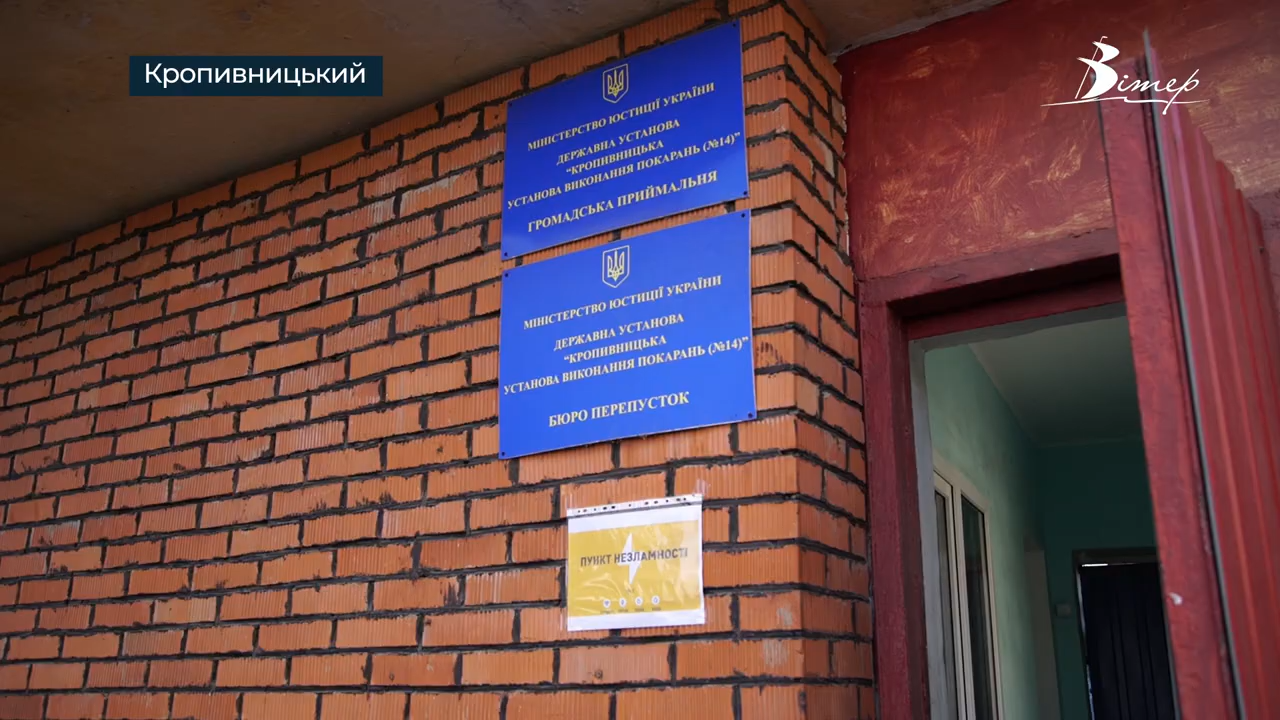 Кропивницький
Вітер
МІНІСТЕРСТВО ЮСТИЦІЇ УКРАЇНИ
ДЕРЖАВНА УСТАНОВА
“КРОПИВНИЦЬКА
УСТАНОВА ВИКОНАННЯ ПОКАРАНЬ (№14)”
ГРОМАДСЬКА ПРИЙМАЛЬНЯ
МІНІСТЕРСТВО ЮСТИЦІЇ УКРАЇНИ
ДЕРЖАВНА УСТАНОВА
“КРОПИВНИЦЬКА
УСТАНОВА ВИКОНАННЯ ПОКАРАНЬ (№14)”
БЮРО ПЕРЕПУСТОК
ПУНКТ НЕЗЛАМНОСТІ